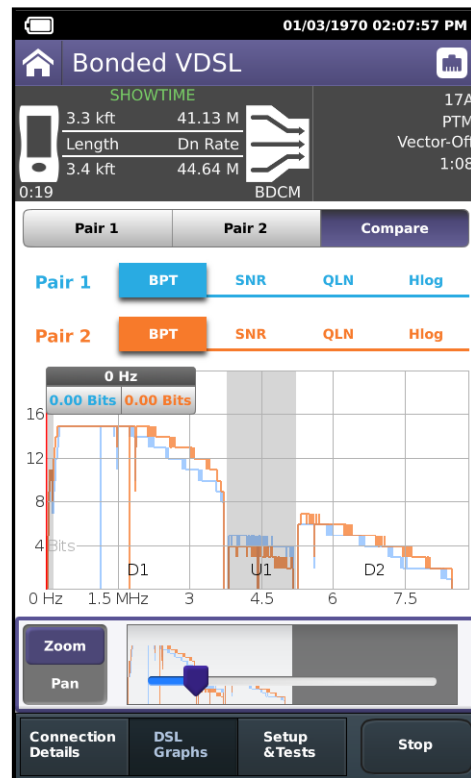 01/03/1970 02:07:57 PM
Bonded VDSL
SHOWTIME
3.3 kft 41.13 M
Length Dn Rate
3.4 kft 44.64 M
0:19 BDCM
17A
PTM
Vector-Off
1:08
Pair 1 Pair 2 Compare
Pair 1 BPT SNR QLN Hlog
Pair 2 BPT SNR QLN Hlog
0 Hz
0.00 Bits 0.00 Bits
16
12
8
4
Bits
D1 U1 D2
0 Hz 1.5 MHz 3 4.5 6 7.5
Zoom
Pan
Connection Details
DSL Graphs
Setup &Tests
Stop